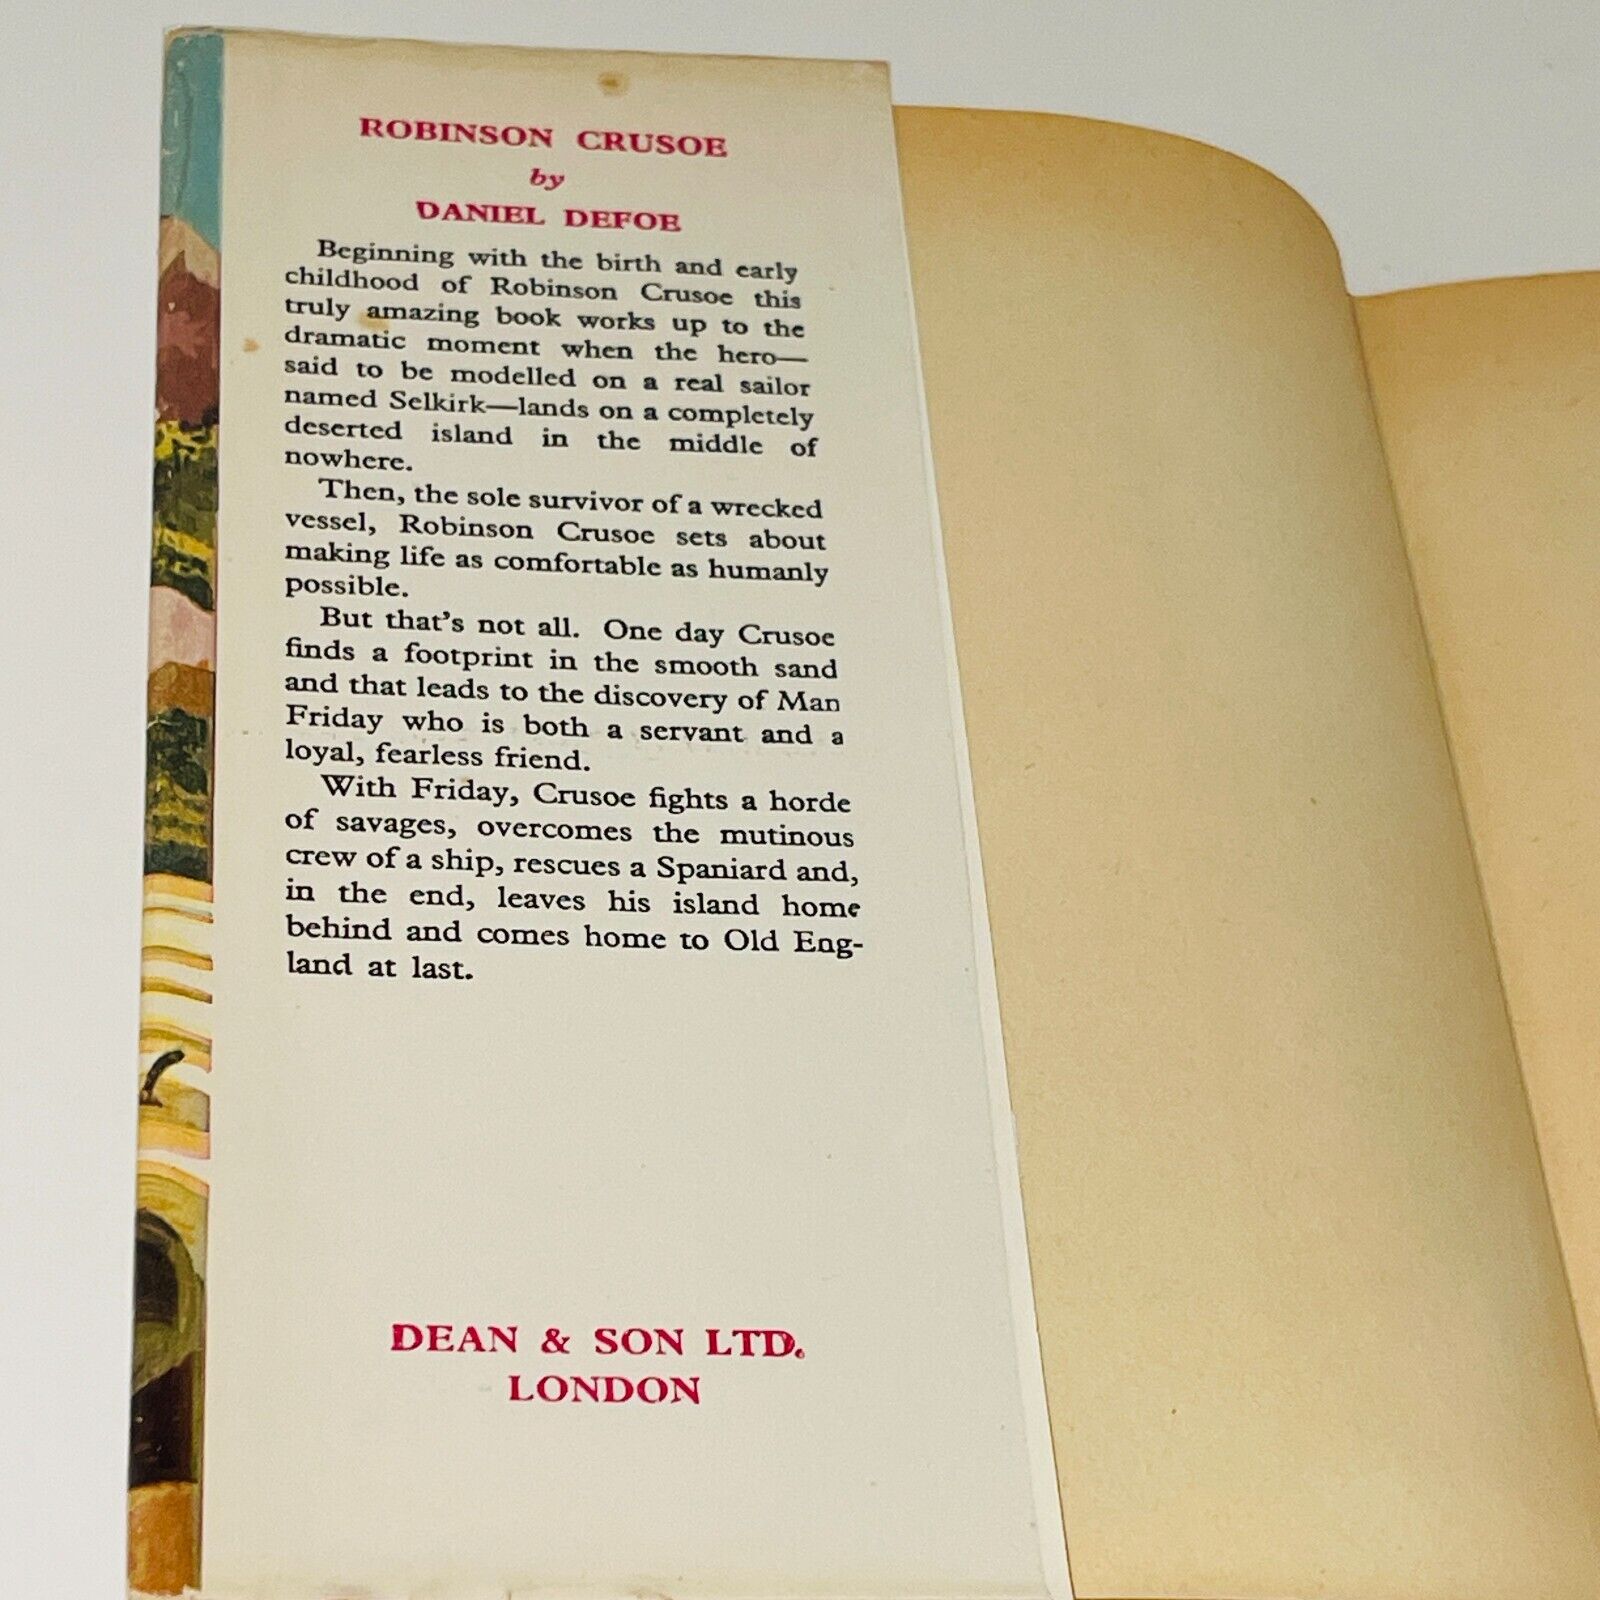 ROBINSON CRUSOE
by
DANIEL DEFOE
Beginning with the birth and early
childhood of Robinson Crusoe this
truly amazing book works up to the
dramatic moment when the hero—
said to be modelled on a real sailor
named Selkirk—lands on a completely
deserted island in the middle of
nowhere.
Then, the sole survivor of a wrecked
vessel, Robinson Crusoe sets about
making life as comfortable as humanly
possible.
But that's not all. One day Crusoe
finds a footprint in the smooth sand
and that leads to the discovery of Man
Friday who is both a servant and a
loyal, fearless friend.
With Friday, Crusoe fights a horde
of savages, overcomes the mutinous
crew of a ship, rescues a Spaniard and,
in the end, leaves his island home
behind and comes home to Old Eng-
land at last.
DEAN & SON LTD.
LONDON